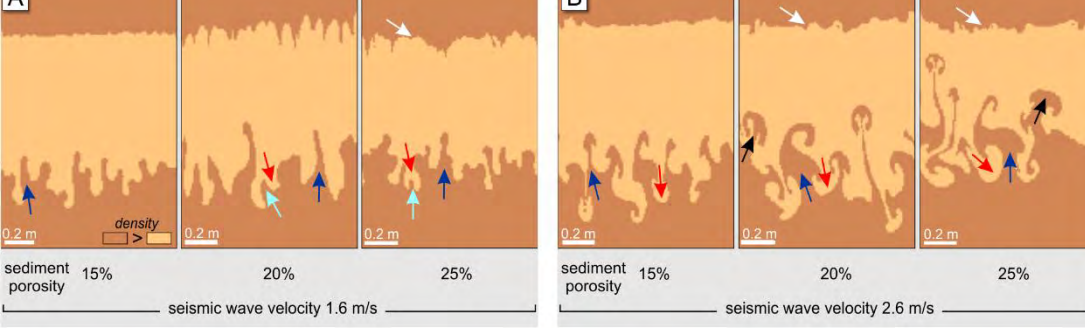 A
density
>
0.2 m
0.2 m
0.2 m
sediment
porosity
15%
20%
25%
seismic wave velocity 1.6 m/s
B
0.2 m
0.2 m
0.2 m
sediment
porosity
15%
20%
25%
seismic wave velocity 2.6 m/s